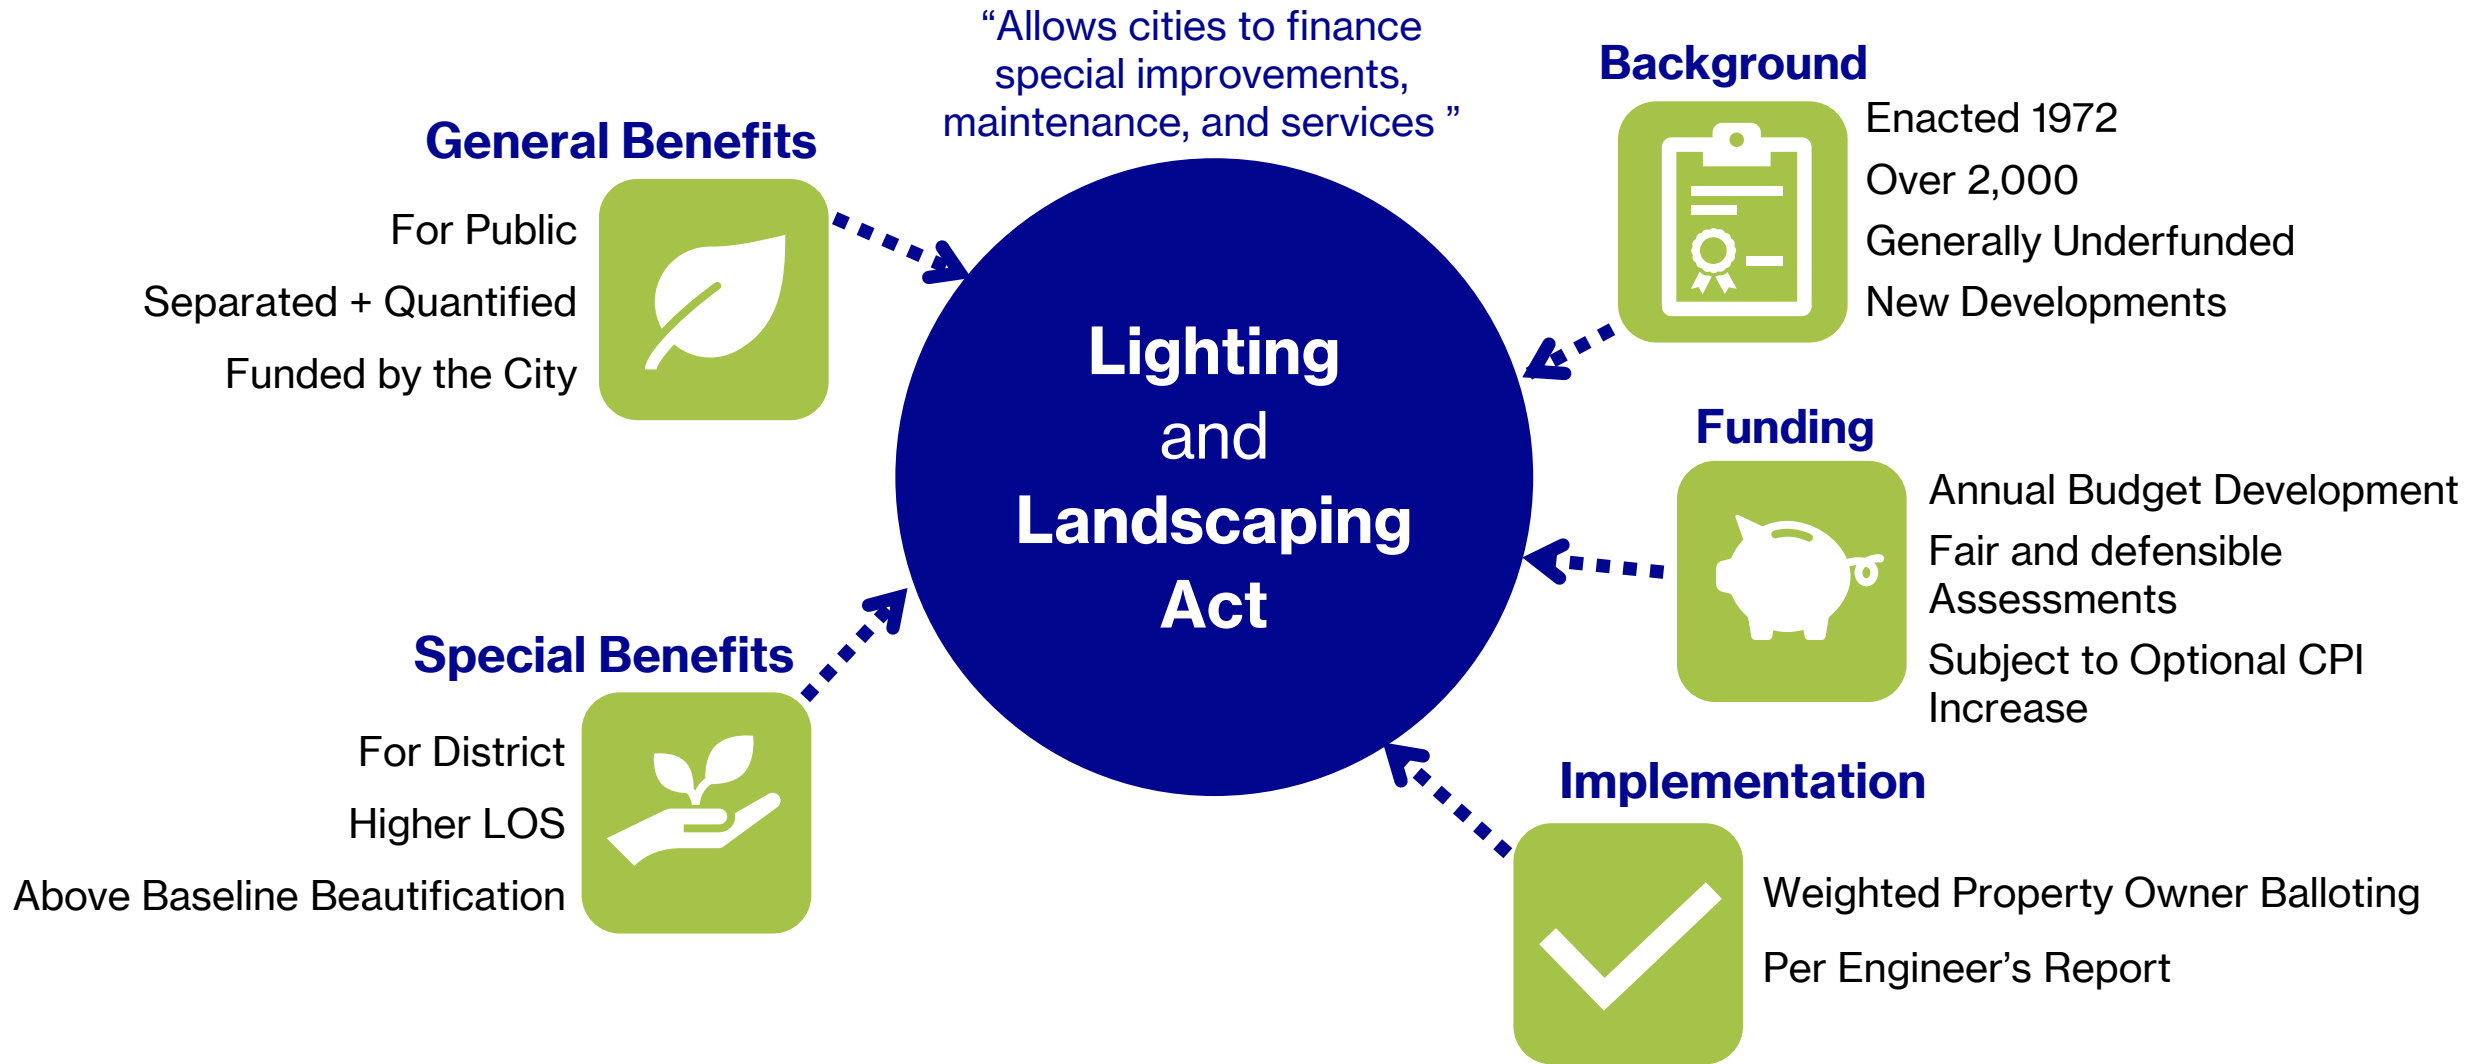 “Allows cities to finance
special improvements,
maintenance, and services ”
General Benefits
For Public
Separated + Quantified
Funded by the City
Special Benefits
For District
Higher LOS
Above Baseline Beautification
Lighting
and
Landscaping
Act
Background
Enacted 1972
Over 2,000
Generally Underfunded
New Developments
Funding
Annual Budget Development
Fair and defensible
Assessments
Subject to Optional CPI
Increase
Implementation
Weighted Property Owner Balloting
Per Engineer’s Report